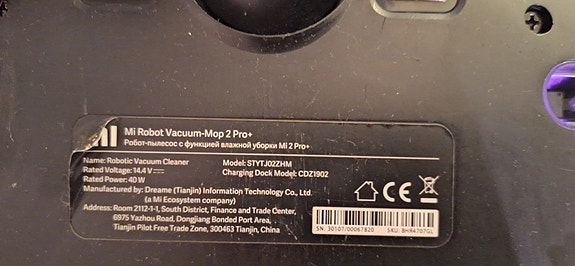 MI
Mi Robot Vacuum-Mop 2 Pro+
Робот-пылесос с функцией влажной уборки Mi 2 Pro+
Name: Robotic Vacuum Cleaner Model: STYTJ02ZHM
Rated Voltage: 14.4 V⎓ Charging Dock Model: CDZ1902
Rated Power: 40 W
Manufactured by: Dreame (Tianjin) Information Technology Co., Ltd.
(a Mi Ecosystem company)
Address: Room 2112-1-1, South District, Finance and Trade Center,
6975 Yazhou Road, Dongjiang Bonded Port Area,
Tianjin Pilot Free Trade Zone, 300463 Tianjin, China
CE
SN: 30107/00067820 SKU: BHR4707GL